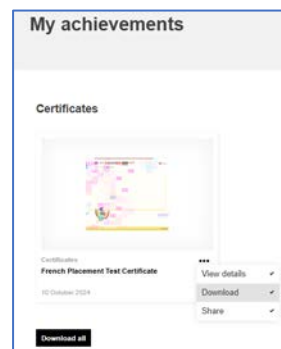 My achievements
Certificates
Certificates
French Placement Test Certificate
10 October 2024
View details
Download
Share
Download all